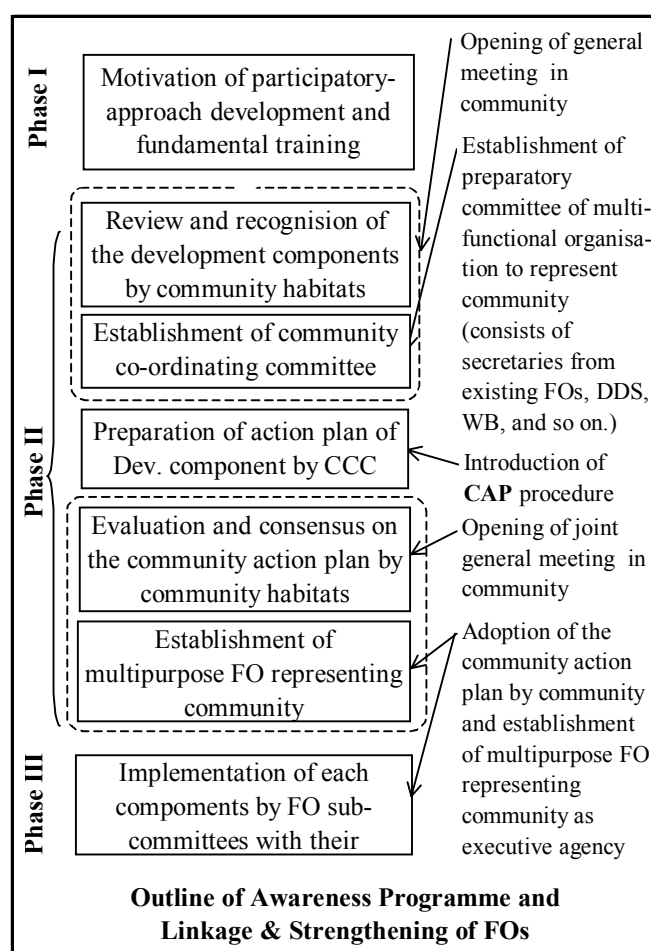 Phase I
Motivation of participatory-
approach development and
fundamental training
Phase II
Review and recognision of
the development components
by community habitats
Establishment of community
co-ordinating committee
Preparation of action plan of
Dev. component by CCC
Evaluation and consensus on
the community action plan by
community habitats
Establishment of
multipurpose FO representing
community
Phase III
Implementation of each
compoments by FO sub-
committees with their
Opening of general
meeting in
community
Establishment of
preparatory
committee of multi-
functional organisa-
tion to represent
community
(consists of
secretaries from
existing FOs, DDS,
WB, and so on.)
Introduction of
CAP procedure
Opening of joint
general meeting in
community
Adoption of the
community action
plan by community
and establishment
of multipurpose FO
representing
community as
executive agency
Outline of Awareness Programme and
Linkage & Strengthening of FOs